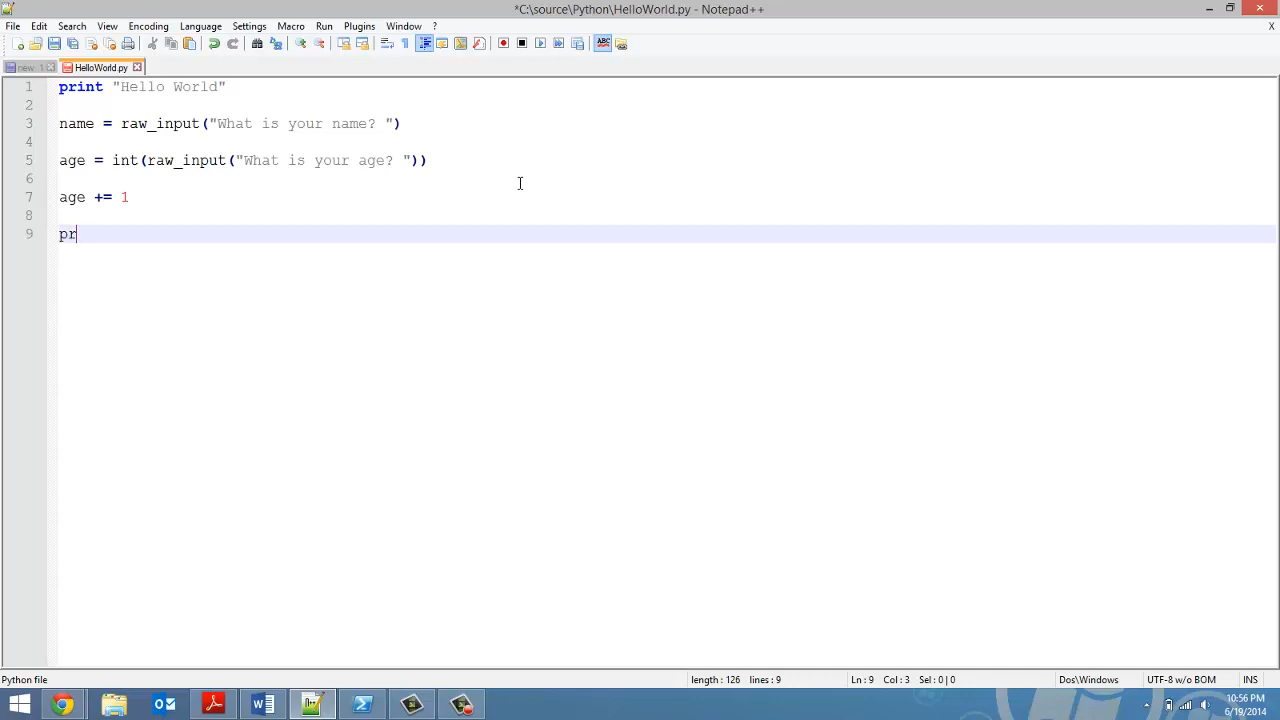 *C:\source\Python\HelloWorld.py - Notepad++
File Edit Search View Encoding Language Settings Macro Run Plugins Window ? X
new 1 HelloWorld.py
1 print "Hello World"
2
3 name = raw_input("What is your name? ")
4
5 age = int(raw_input("What is your age? "))
6
7 age += 1
8
9 pr
Python file length : 126 lines : 9 Ln : 9 Col : 3 Sel : 0 | 0 Dos\Windows UTF-8 w/o BOM INS
10:56 PM
6/19/2014